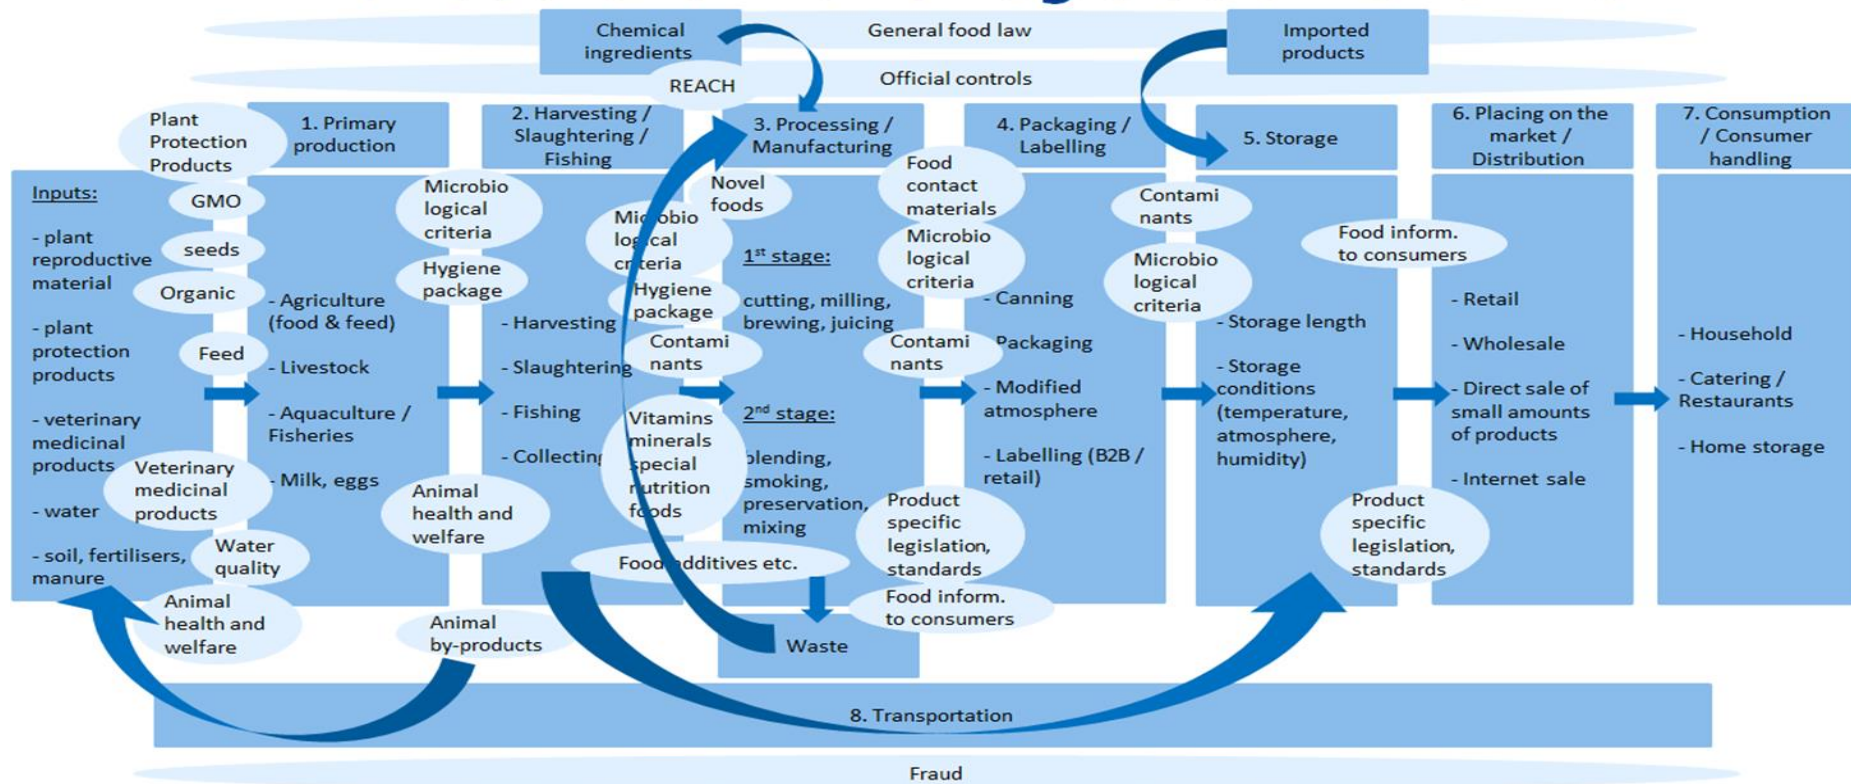 Chemical
ingredients
General food law
Imported
products
Official controls
REACH
Plant
Protection
Products
1. Primary
production
2. Harvesting /
Slaughtering /
Fishing
3. Processing /
Manufacturing
4. Packaging /
Labelling
5. Storage
6. Placing on the
market /
Distribution
7. Consumption
/ Consumer
handling
Inputs:
- plant
reproductive
material
- plant
protection
products
- veterinary
medicinal
products
- water
- soil, fertilisers,
manure
GMO
seeds
Organic
Feed
Veterinary
medicinal
products
Water
quality
Animal
health and
welfare
- Agriculture
(food & feed)
- Livestock
- Aquaculture /
Fisheries
- Milk, eggs
Microbio
logical
criteria
Hygiene
package
Animal
health and
welfare
Animal
by-products
- Harvesting
- Slaughtering
- Fishing
- Collecting
Novel
foods
Microbio
logical
criteria
Hygiene
package
Contami
nants
Vitamins
minerals
special
nutrition
foods
Food additives etc.
1st stage:
cutting, milling,
brewing, juicing
2nd stage:
blending,
smoking,
preservation,
mixing
Waste
Food
contact
materials
Microbio
logical
criteria
Contami
nants
Product
specific
legislation,
standards
Food inform.
to consumers
- Canning
Packaging
- Modified
atmosphere
- Labelling (B2B /
retail)
Contami
nants
Microbio
logical
criteria
- Storage length
- Storage
conditions
(temperature,
atmosphere,
humidity)
Food inform.
to consumers
Product
specific
legislation,
standards
- Retail
- Wholesale
- Direct sale of
small amounts
of products
- Internet sale
- Household
- Catering /
Restaurants
- Home storage
8. Transportation
Fraud